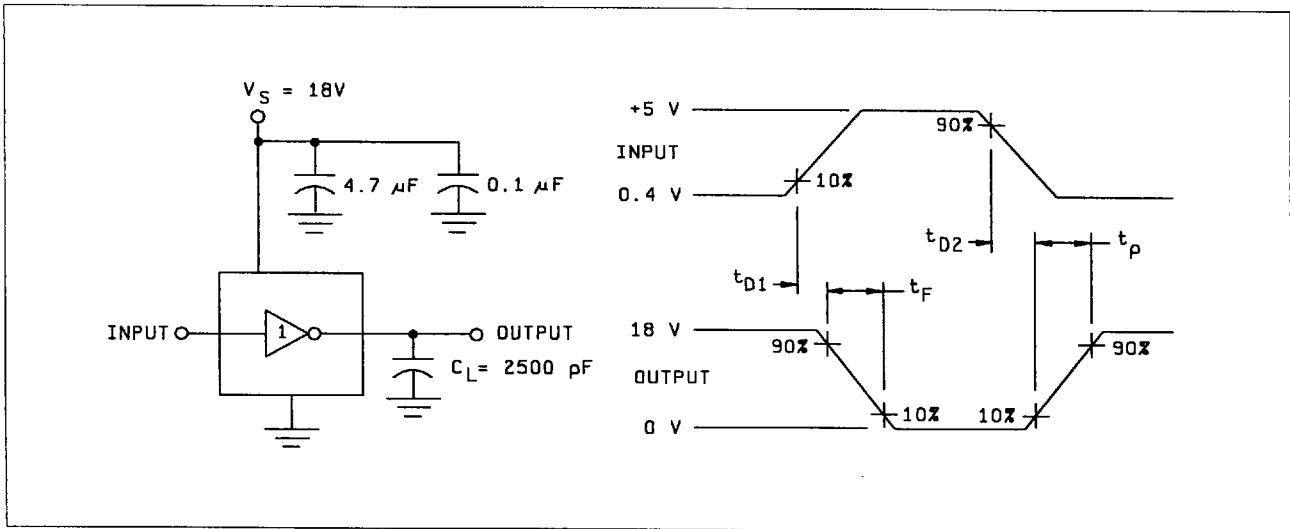 V_S = 18V
4.7 μF
0.1 μF
INPUT
1
OUTPUT
C_L= 2500 pF
+5 V
INPUT
0.4 V
10%
90%
t_D1
t_F
t_D2
t_ρ
18 V
OUTPUT
0 V
90%
10%
10%
90%